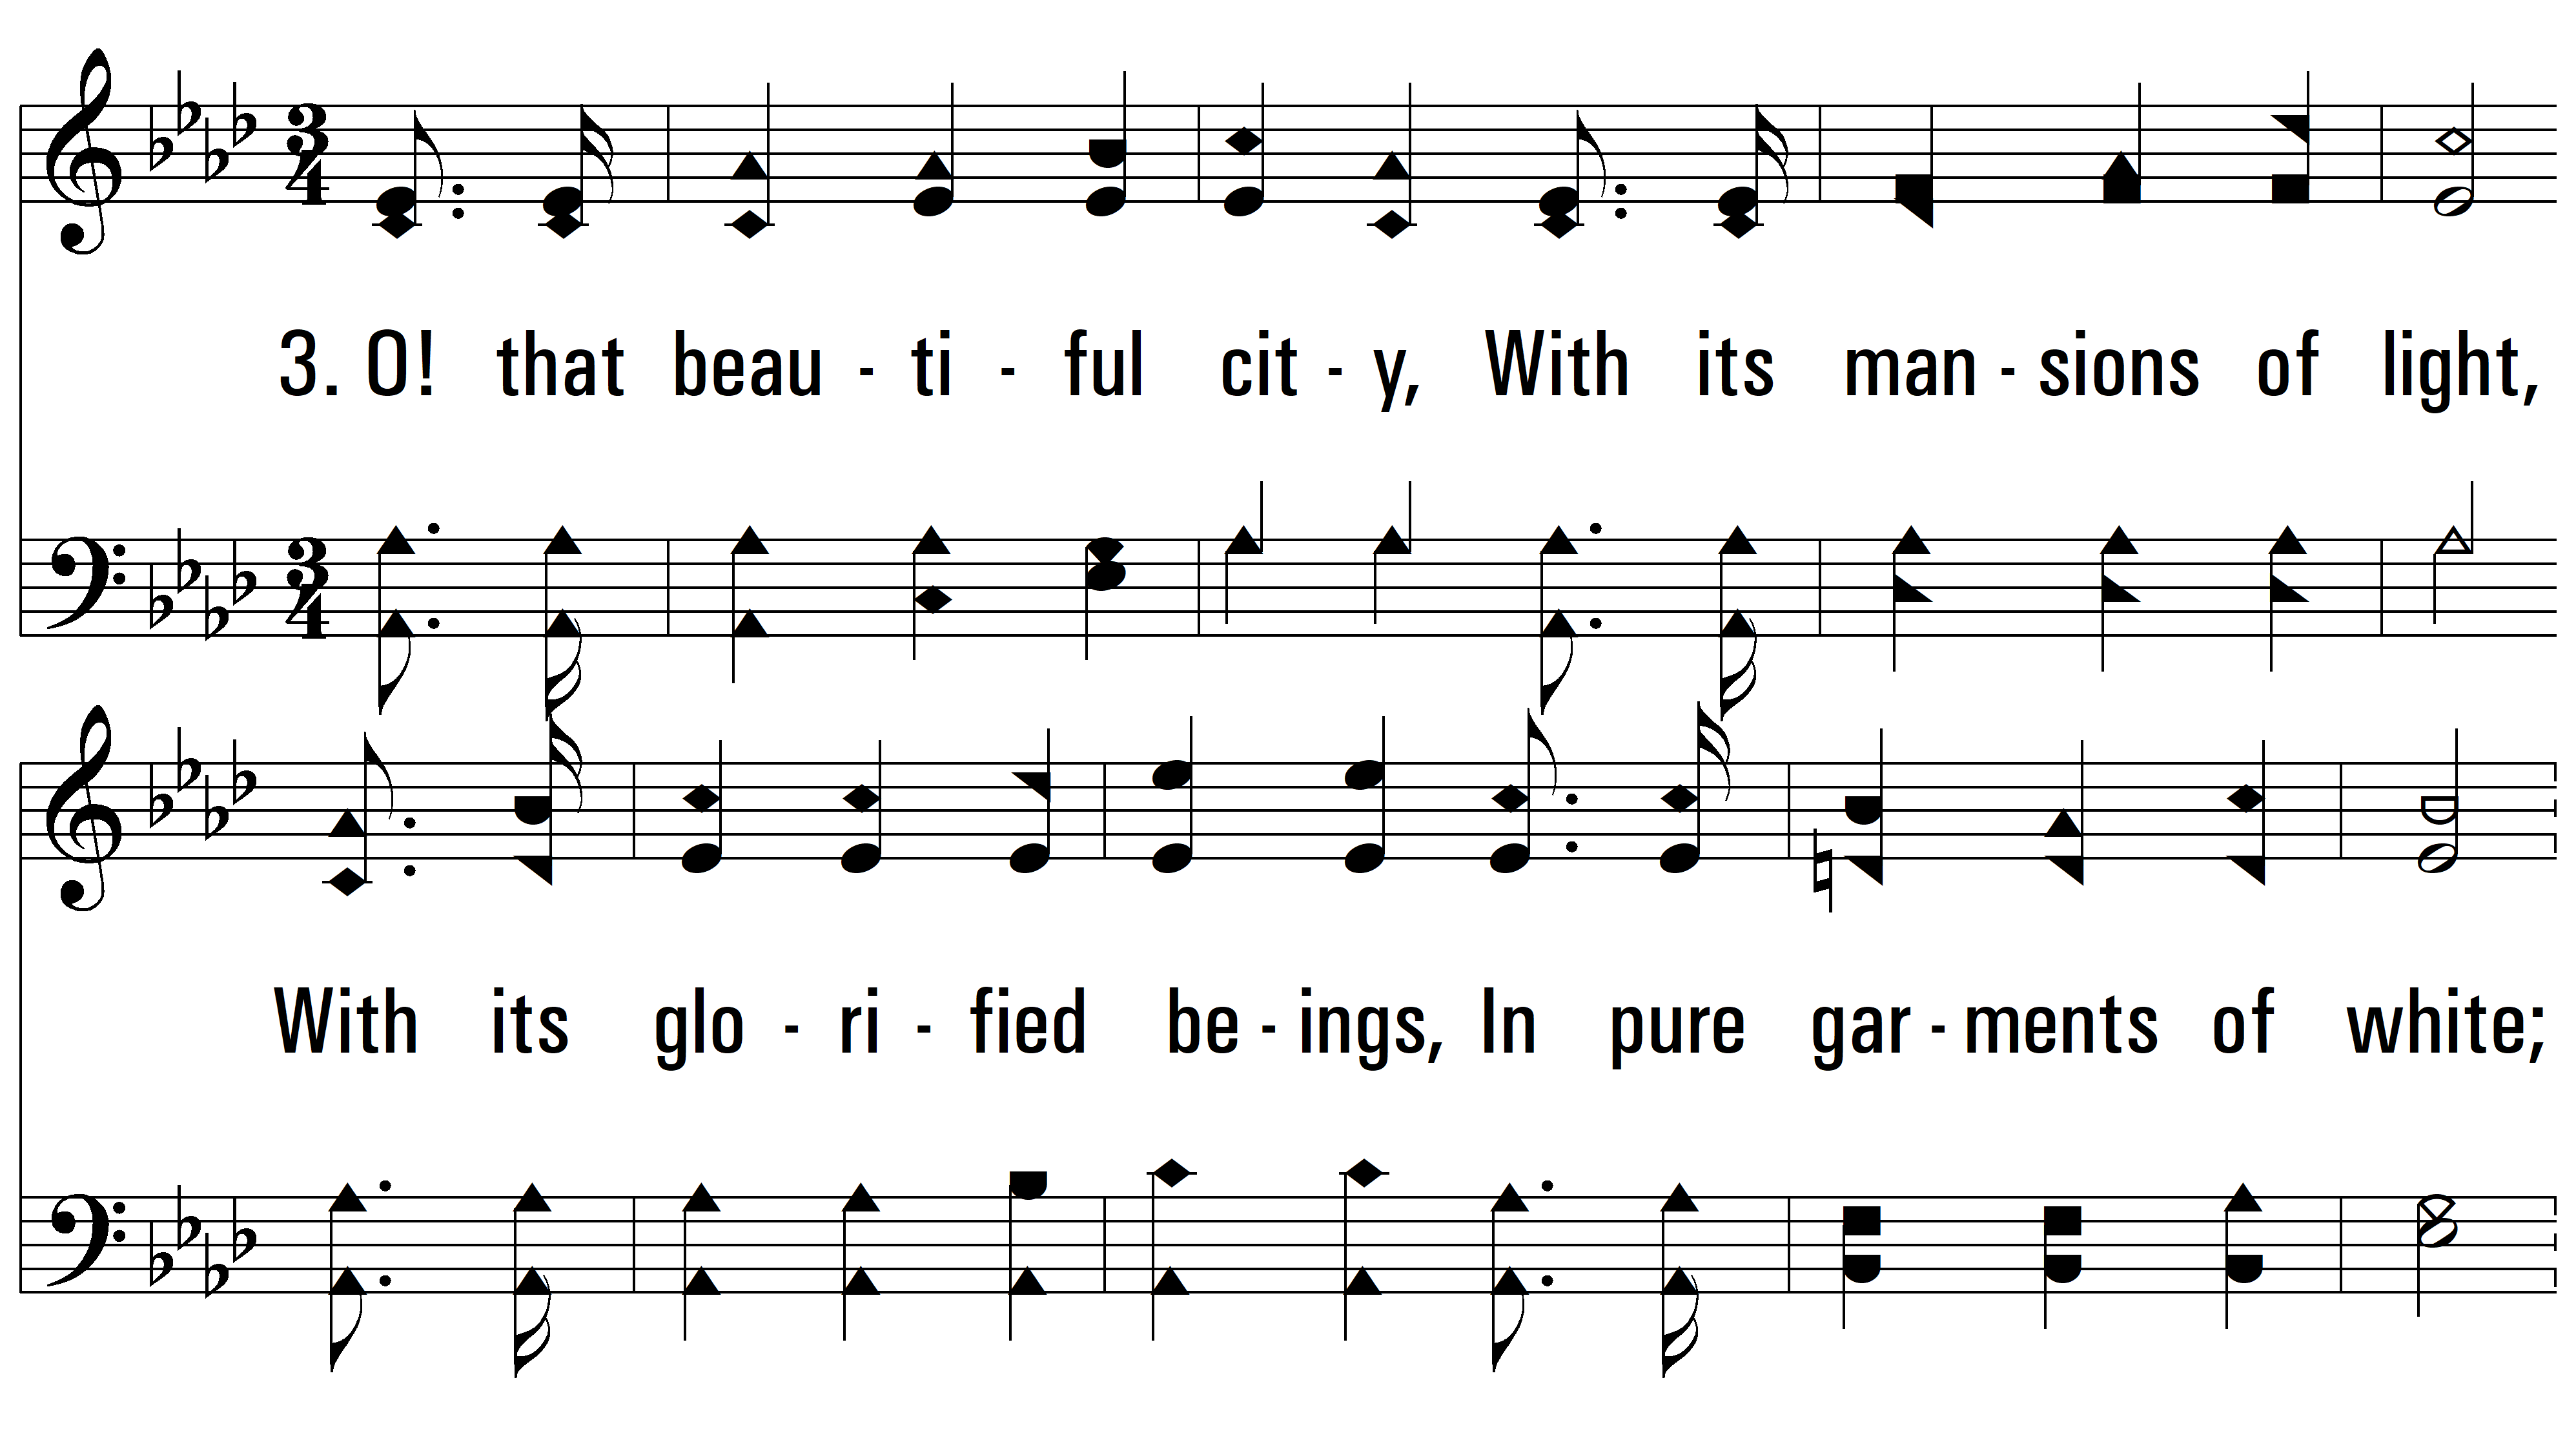 3. O! that beau - ti - ful cit - y, With its man - sions of light,
With its glo - ri - fied be - ings, In pure gar - ments of white;